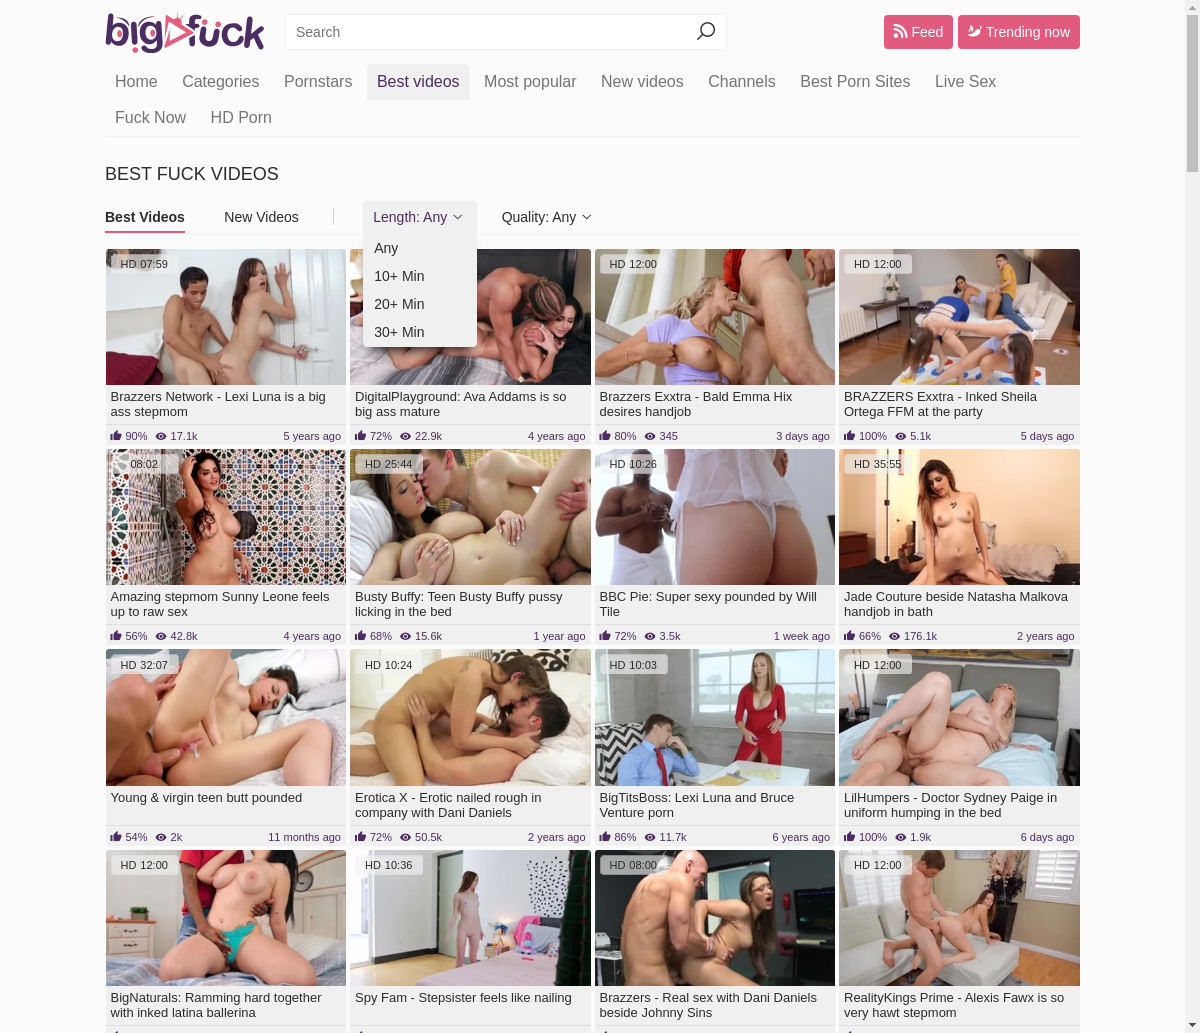 bigfuck
Search
Feed
Trending now
Home Categories Pornstars Best videos Most popular New videos Channels Best Porn Sites Live Sex
Fuck Now HD Porn
BEST FUCK VIDEOS
Best Videos New Videos Length: Any Quality: Any
Any
10+ Min
20+ Min
30+ Min
HD 07:59
HD 12:00
HD 12:00
Brazzers Network - Lexi Luna is a big
ass stepmom
90% 17.1k 5 years ago
DigitalPlayground: Ava Addams is so
big ass mature
72% 22.9k 4 years ago
Brazzers Exxtra - Bald Emma Hix
desires handjob
80% 345 3 days ago
BRAZZERS Exxtra - Inked Sheila
Ortega FFM at the party
100% 5.1k 5 days ago
08:02
HD 25:44
HD 10:26
HD 35:55
Amazing stepmom Sunny Leone feels
up to raw sex
56% 42.8k 4 years ago
Busty Buffy: Teen Busty Buffy pussy
licking in the bed
68% 15.6k 1 year ago
BBC Pie: Super sexy pounded by Will
Tile
72% 3.5k 1 week ago
Jade Couture beside Natasha Malkova
handjob in bath
66% 176.1k 2 years ago
HD 32:07
HD 10:24
HD 10:03
HD 12:00
Young & virgin teen butt pounded
54% 2k 11 months ago
Erotica X - Erotic nailed rough in
company with Dani Daniels
72% 50.5k 2 years ago
BigTitsBoss: Lexi Luna and Bruce
Venture porn
86% 11.7k 6 years ago
LilHumpers - Doctor Sydney Paige in
uniform humping in the bed
100% 1.9k 6 days ago
HD 12:00
HD 10:36
HD 08:00
HD 12:00
BigNaturals: Ramming hard together
with inked latina ballerina
Spy Fam - Stepsister feels like nailing
Brazzers - Real sex with Dani Daniels
beside Johnny Sins
RealityKings Prime - Alexis Fawx is so
very hawt stepmom